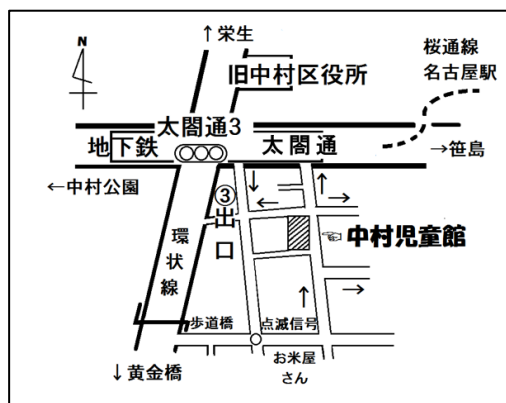 N
↑栄生
旧中村区役所
桜通線
名古屋駅
太閤通3
地下鉄
太閤通
→笹島
←中村公園
③出口
中村児童館
環状線
歩道橋
点滅信号
↓黄金橋
お米屋
さん